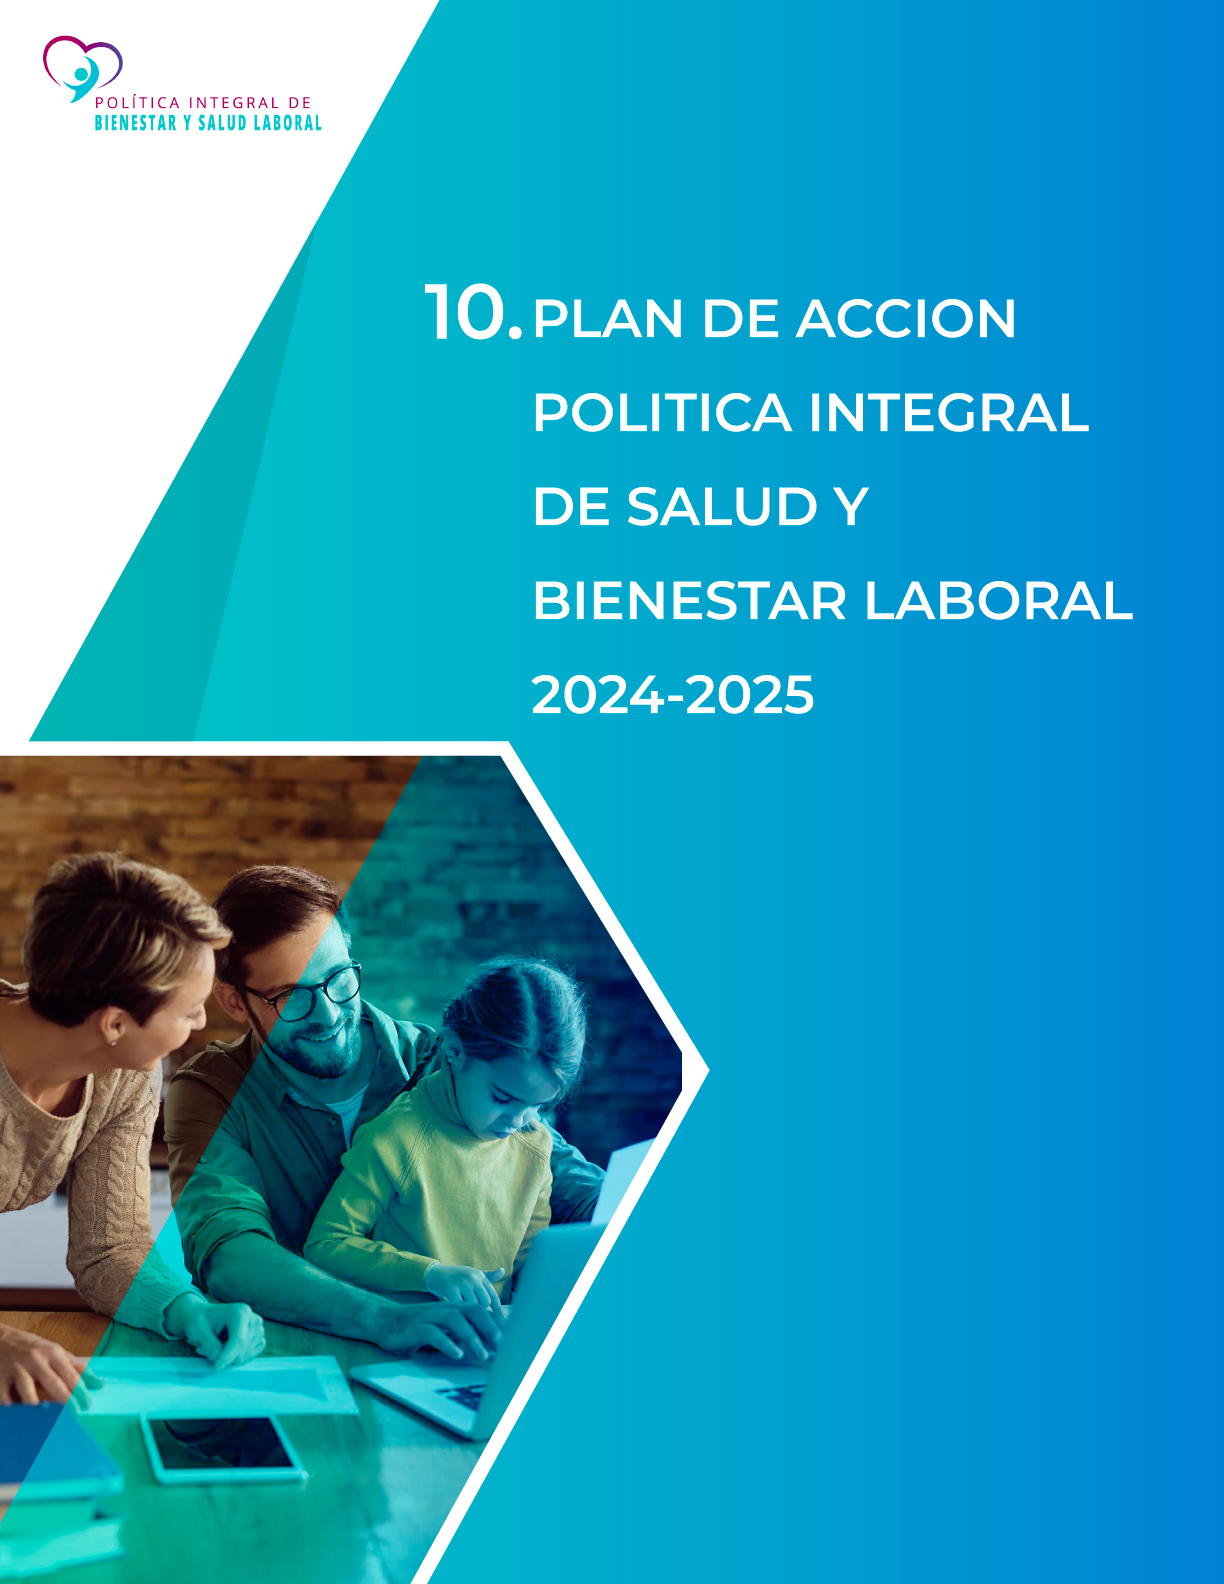 POLÍTICA INTEGRAL DE
BIENESTAR Y SALUD LABORAL
10. PLAN DE ACCION
POLITICA INTEGRAL
DE SALUD Y
BIENESTAR LABORAL
2024-2025